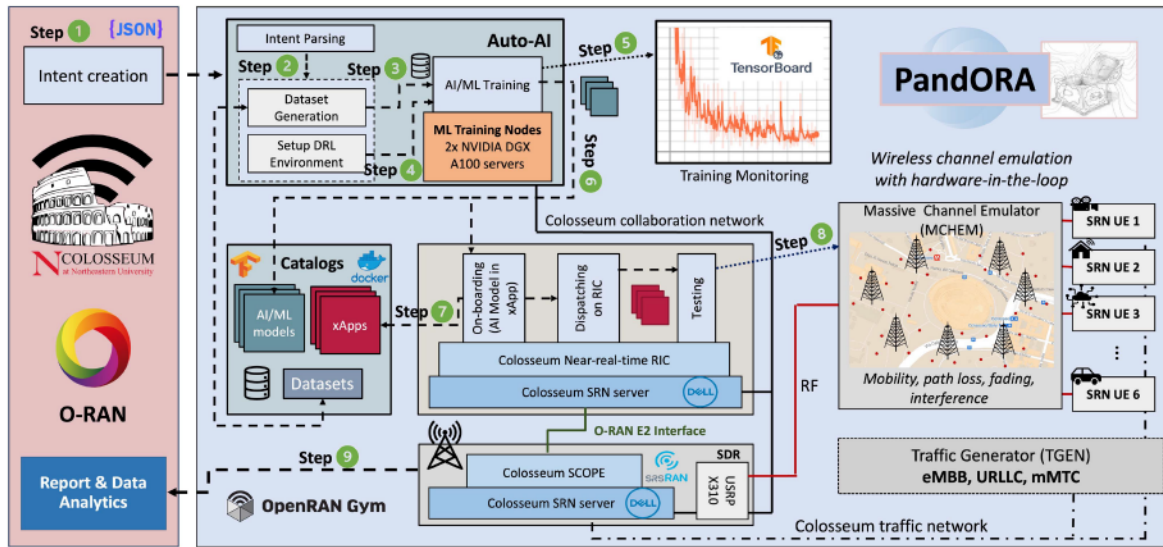 Step 1
{JSON}
Intent creation
N COLOSSEUM
at Northeastern University
O-RAN
Report & Data
Analytics
Intent Parsing
Auto-AI
Step 2
Step 3
Dataset
Generation
Setup DRL
Environment
Step 4
AI/ML Training
ML Training Nodes
2x NVIDIA DGX
A100 servers
Step 5
TensorBoard
Training Monitoring
Step 6
PandORA
Wireless channel emulation
with hardware-in-the-loop
Colosseum collaboration network
Catalogs
docker
AI/ML
models
xApps
Datasets
Step 7
On-boarding
(AI Model in
xApp)
Dispatching
on RIC
Testing
Colosseum Near-real-time RIC
Colosseum SRN server
DELL
Step 8
Massive Channel Emulator
(MCHEM)
Mobility, path loss, fading,
interference
SRN UE 1
SRN UE 2
SRN UE 3
...
SRN UE 6
RF
O-RAN E2 Interface
Step 9
OpenRAN Gym
Colosseum SCOPE
srsRAN
Colosseum SRN server
DELL
SDR
USRP
X310
Traffic Generator (TGEN)
eMBB, URLLC, mMTC
Colosseum traffic network